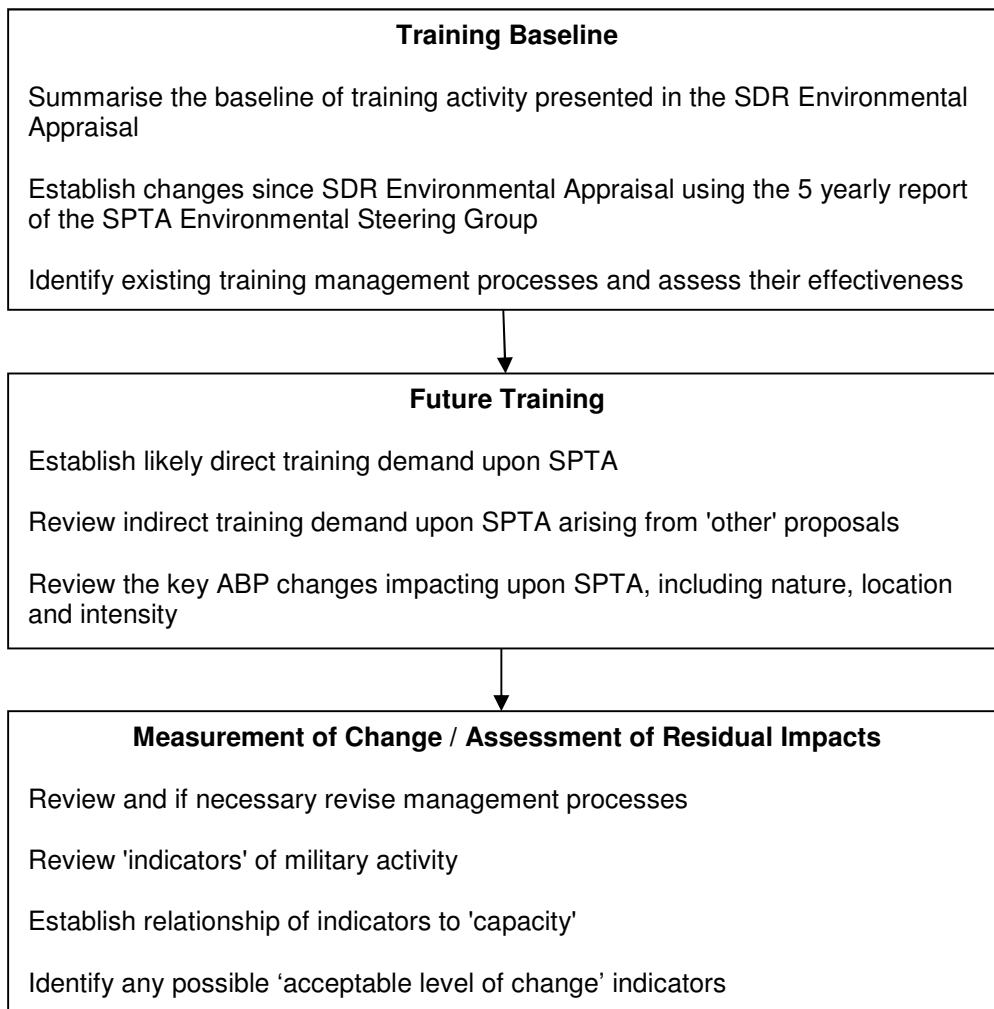 Training Baseline
Summarise the baseline of training activity presented in the SDR Environmental
Appraisal
Establish changes since SDR Environmental Appraisal using the 5 yearly report
of the SPTA Environmental Steering Group
Identify existing training management processes and assess their effectiveness
Future Training
Establish likely direct training demand upon SPTA
Review indirect training demand upon SPTA arising from 'other' proposals
Review the key ABP changes impacting upon SPTA, including nature, location
and intensity
Measurement of Change / Assessment of Residual Impacts
Review and if necessary revise management processes
Review 'indicators' of military activity
Establish relationship of indicators to 'capacity'
Identify any possible ‘acceptable level of change’ indicators